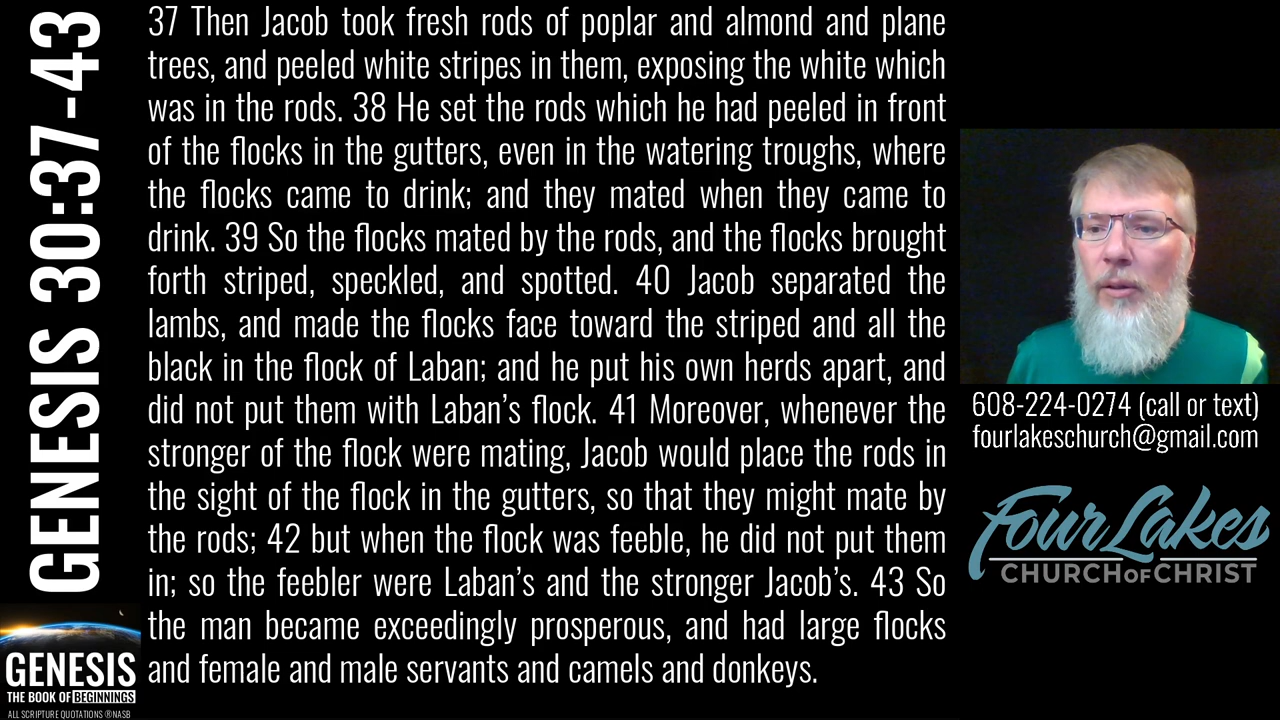 GENESIS 30:37-43
37 Then Jacob took fresh rods of poplar and almond and plane
trees, and peeled white stripes in them, exposing the white which
was in the rods. 38 He set the rods which he had peeled in front
of the flocks in the gutters, even in the watering troughs, where
the flocks came to drink; and they mated when they came to
drink. 39 So the flocks mated by the rods, and the flocks brought
forth striped, speckled, and spotted. 40 Jacob separated the
lambs, and made the flocks face toward the striped and all the
black in the flock of Laban; and he put his own herds apart, and
did not put them with Laban’s flock. 41 Moreover, whenever the
stronger of the flock were mating, Jacob would place the rods in
the sight of the flock in the gutters, so that they might mate by
the rods; 42 but when the flock was feeble, he did not put them
in; so the feebler were Laban’s and the stronger Jacob’s. 43 So
the man became exceedingly prosperous, and had large flocks
and female and male servants and camels and donkeys.
608-224-0274 (call or text)
fourlakeschurch@gmail.com
Four Lakes
CHURCH OF CHRIST
GENESIS
THE BOOK OF BEGINNINGS
ALL SCRIPTURE QUOTATIONS ®NASB